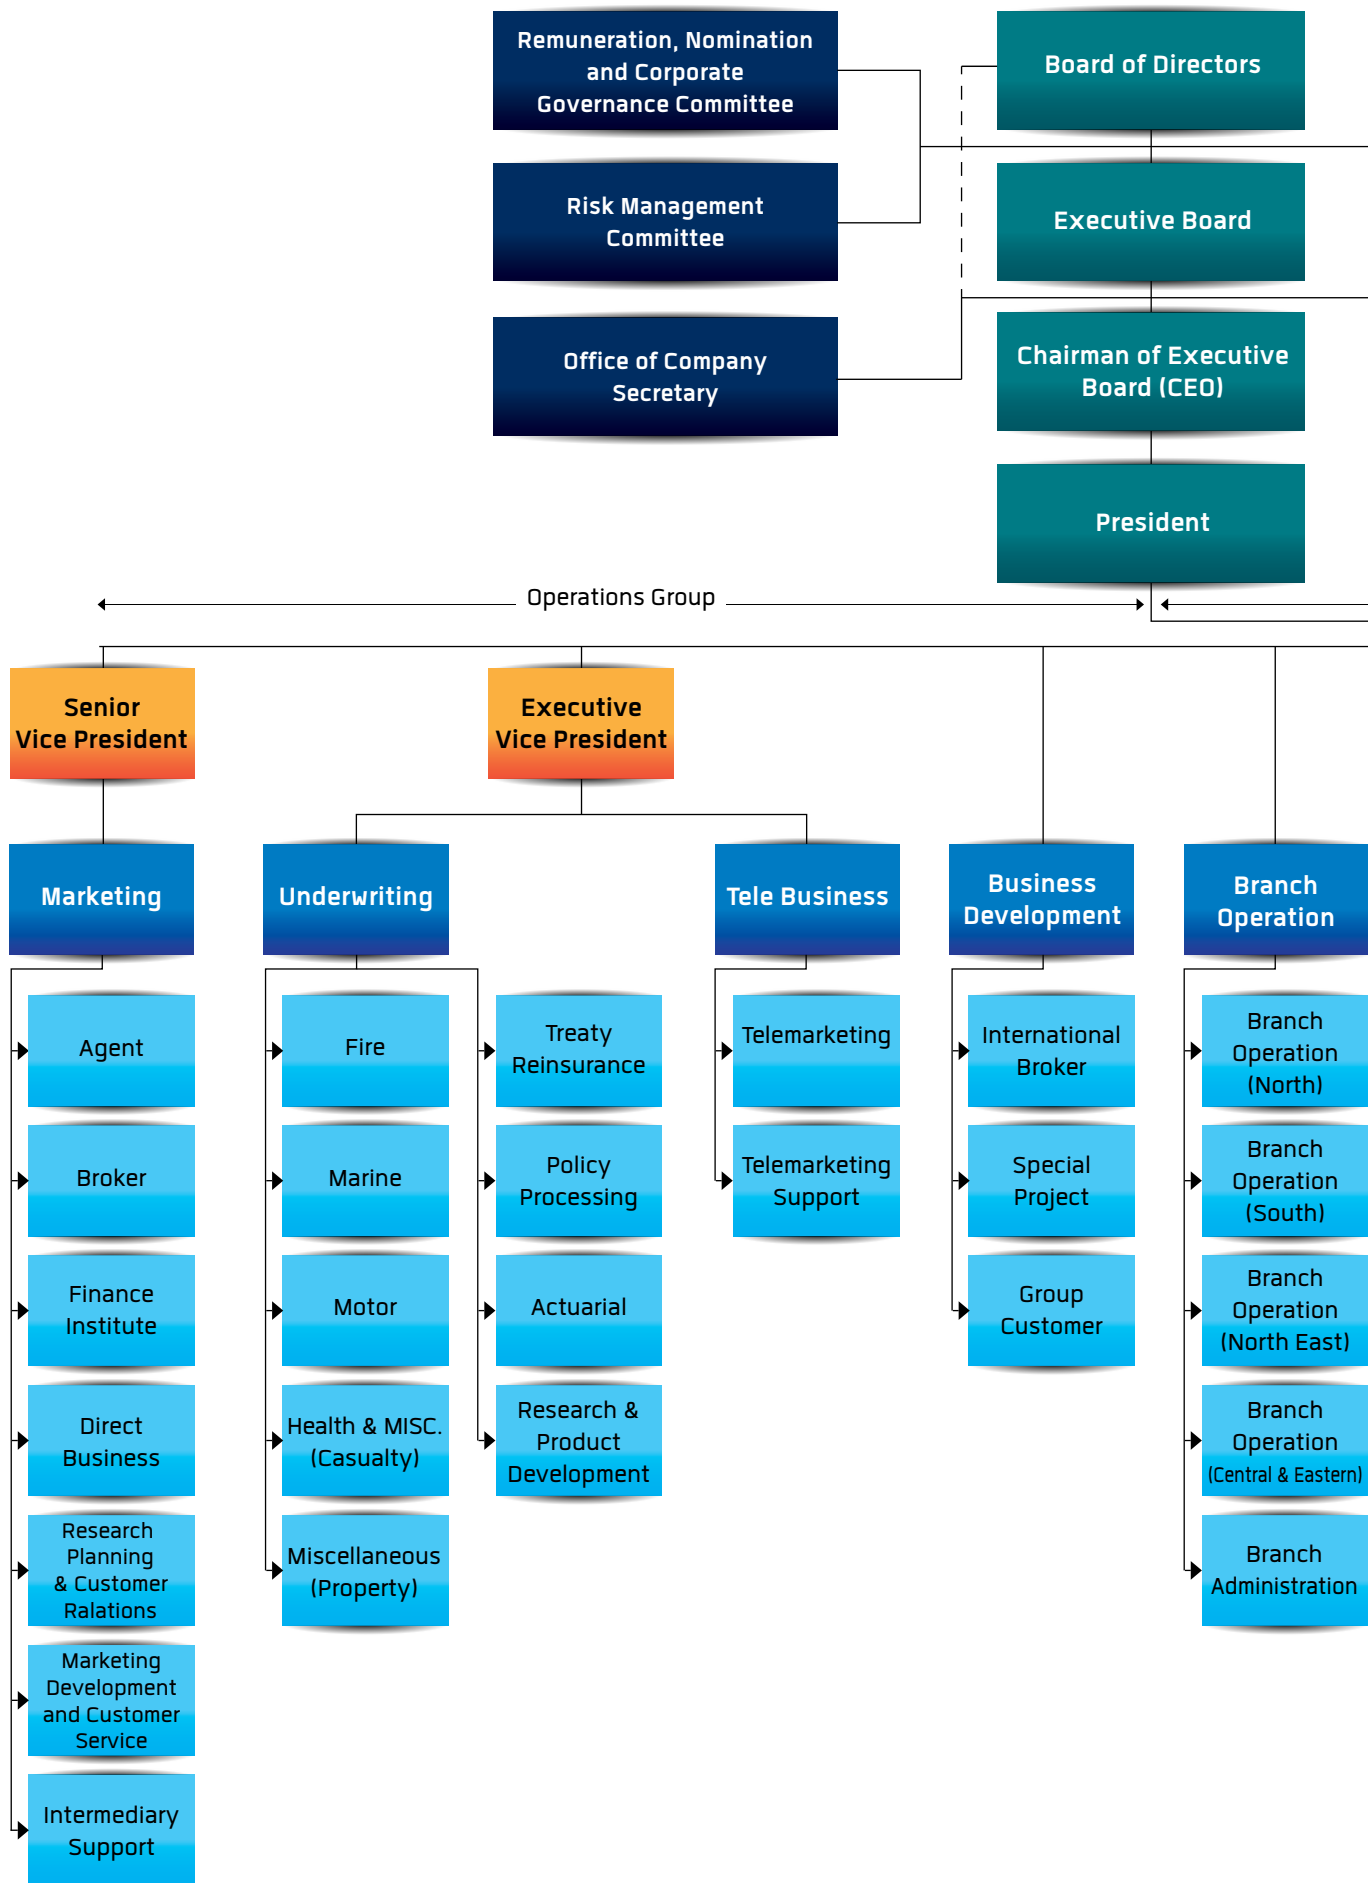 Remuneration, Nomination
and Corporate
Governance Committee
Board of Directors
Risk Management
Committee
Executive Board
Office of Company
Secretary
Chairman of Executive
Board (CEO)
President
Operations Group
Senior
Vice President
Executive
Vice President
Marketing
Underwriting
Tele Business
Business
Development
Branch
Operation
Agent
Broker
Finance
Institute
Direct
Business
Research
Planning
& Customer
Ralations
Marketing
Development
and Customer
Service
Intermediary
Support
Fire
Marine
Motor
Health & MISC.
(Casualty)
Miscellaneous
(Property)
Treaty
Reinsurance
Policy
Processing
Actuarial
Research &
Product
Development
Telemarketing
Telemarketing
Support
International
Broker
Special
Project
Group
Customer
Branch
Operation
(North)
Branch
Operation
(South)
Branch
Operation
(North East)
Branch
Operation
(Central & Eastern)
Branch
Administration